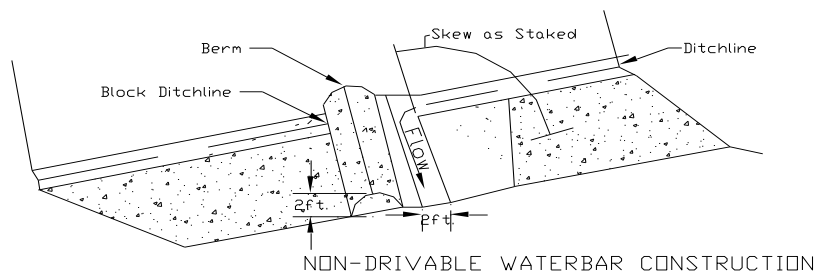 Skew as Staked
Berm
Ditchline
Block Ditchline
FLOW
2ft.
2ft.
NON-DRIVABLE WATERBAR CONSTRUCTION